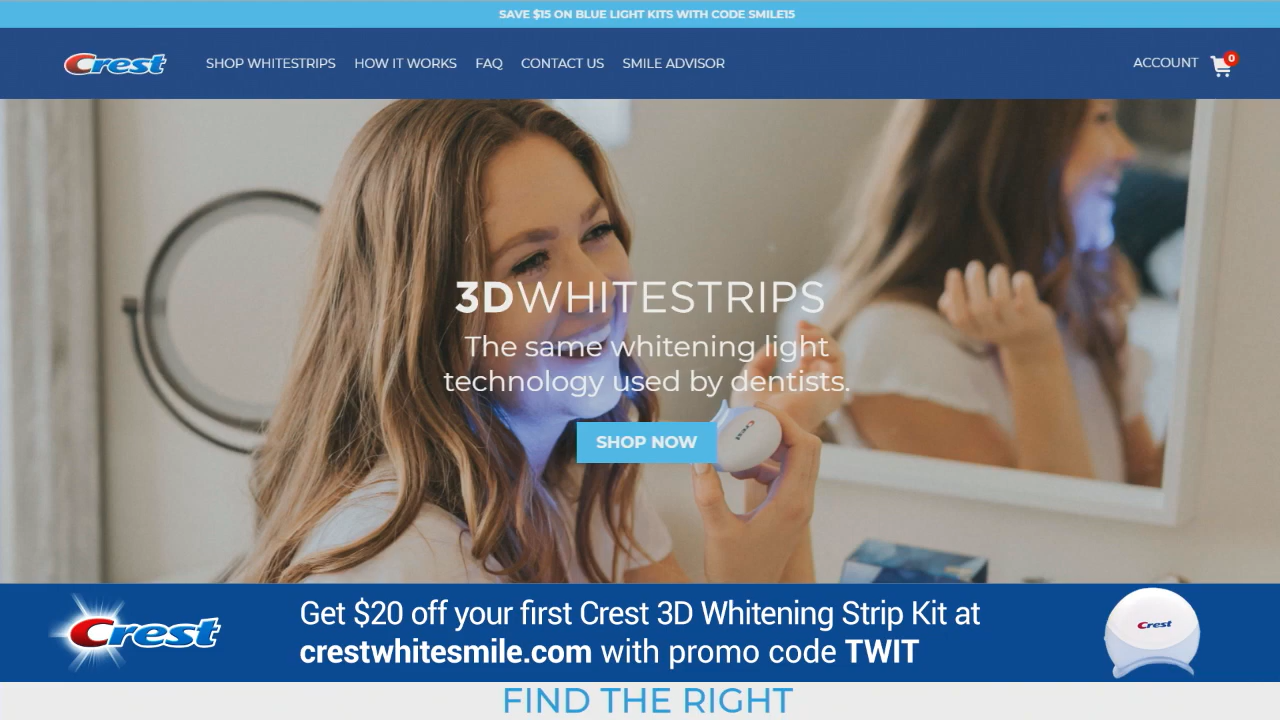 SAVE $15 ON BLUE LIGHT KITS WITH CODE SMILE15
Crest
SHOP WHITESTRIPS HOW IT WORKS FAQ CONTACT US SMILE ADVISOR ACCOUNT 0
3DWHITESTRIPS
The same whitening light
technology used by dentists.
SHOP NOW
Crest
Crest
Get $20 off your first Crest 3D Whitening Strip Kit at
crestwhitesmile.com with promo code TWIT
Crest
FIND THE RIGHT